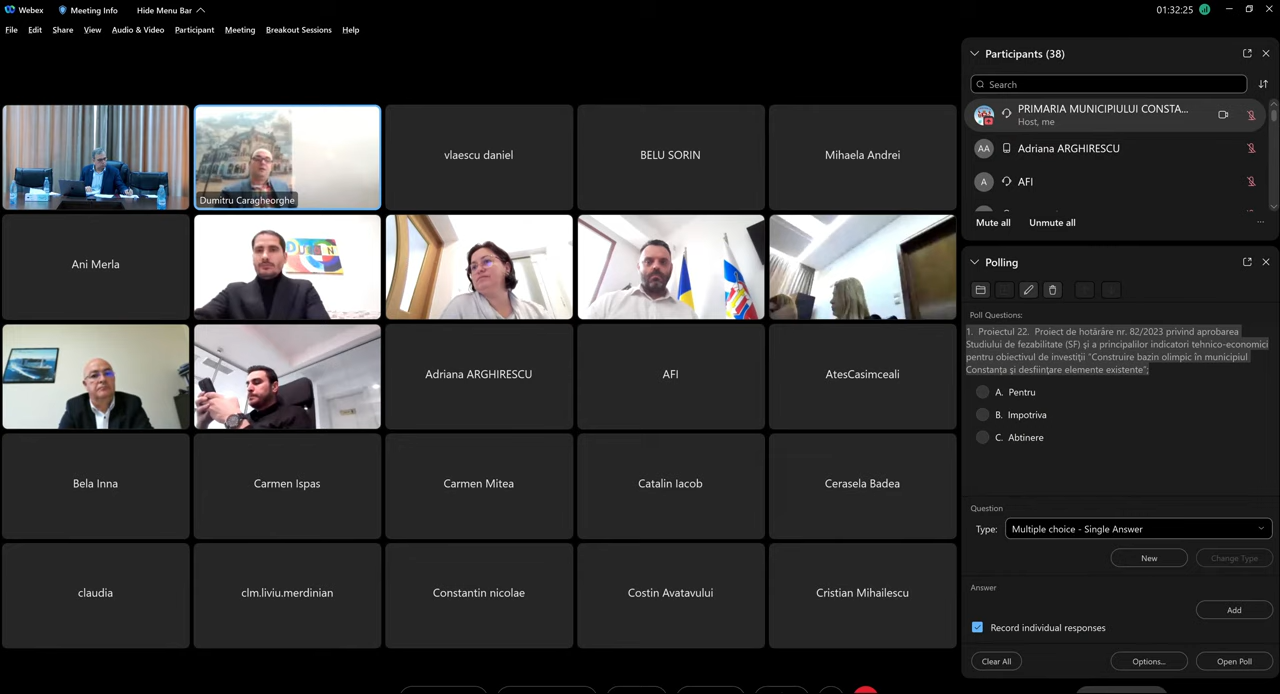 Webex
Meeting Info
Hide Menu Bar
01:32:25
File
Edit
Share
View
Audio & Video
Participant
Meeting
Breakout Sessions
Help
Dumitru Caragheorghe
vlaescu daniel
BELU SORIN
Mihaela Andrei
Ani Merla
Adriana ARGHIRESCU
AFI
AtesCasimceali
Bela Inna
Carmen Ispas
Carmen Mitea
Catalin Iacob
Cerasela Badea
claudia
clm.liviu.merdinian
Constantin nicolae
Costin Avatavului
Cristian Mihailescu
Participants (38)
Search
PRIMARIA MUNICIPIULUI CONSTA...
Host, me
AA
Adriana ARGHIRESCU
A
AFI
Mute all
Unmute all
...
Polling
Poll Questions:
1. Proiectul 22. Proiect de hotărâre nr. 82/2023 privind aprobarea
Studiului de fezabilitate (SF) și a principalilor indicatori tehnico-economici
pentru obiectivul de investiții "Construire bazin olimpic în municipiul
Constanța și desființare elemente existente";
A. Pentru
B. Impotriva
C. Abtinere
Question
Type:
Multiple choice - Single Answer
New
Change Type
Answer
Add
Record individual responses
Clear All
Options...
Open Poll